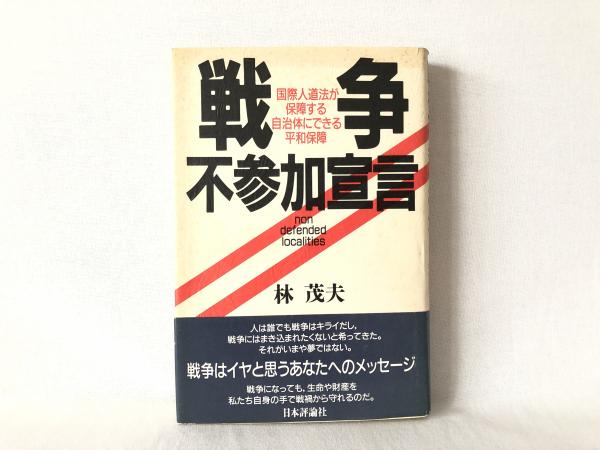 戦争
国際人道法が
保障する
自治体にできる
平和保障
不参加宣言
non
defended
localities
林 茂夫
人は誰でも戦争はキライだし、
戦争にはまき込まれたくないと希ってきた。
それがいまや夢ではない。
戦争はイヤと思うあなたへのメッセージ
戦争になっても、生命や財産を
私たち自身の手で戦禍から守れるのだ。
日本評論社